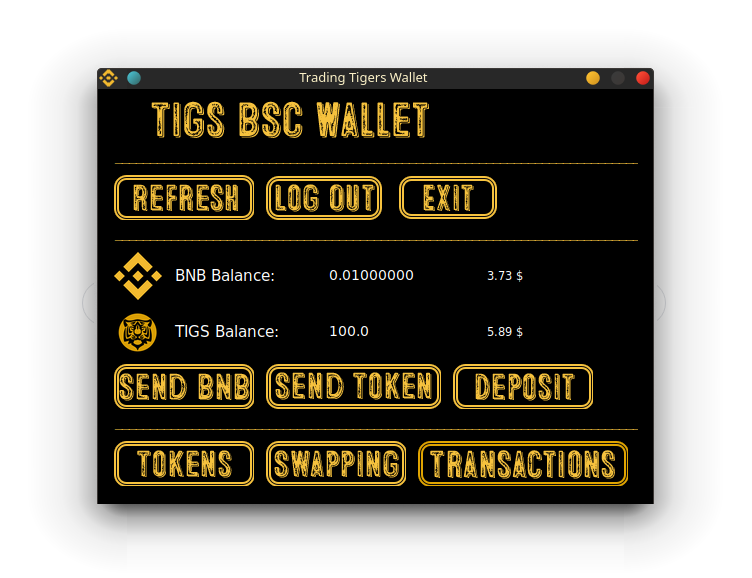 Trading Tigers Wallet
TIGS BSC WALLET
REFRESH LOG OUT EXIT
BNB Balance: 0.01000000 3.73 $
TIGS Balance: 100.0 5.89 $
SEND BNB SEND TOKEN DEPOSIT
TOKENS SWAPPING TRANSACTIONS